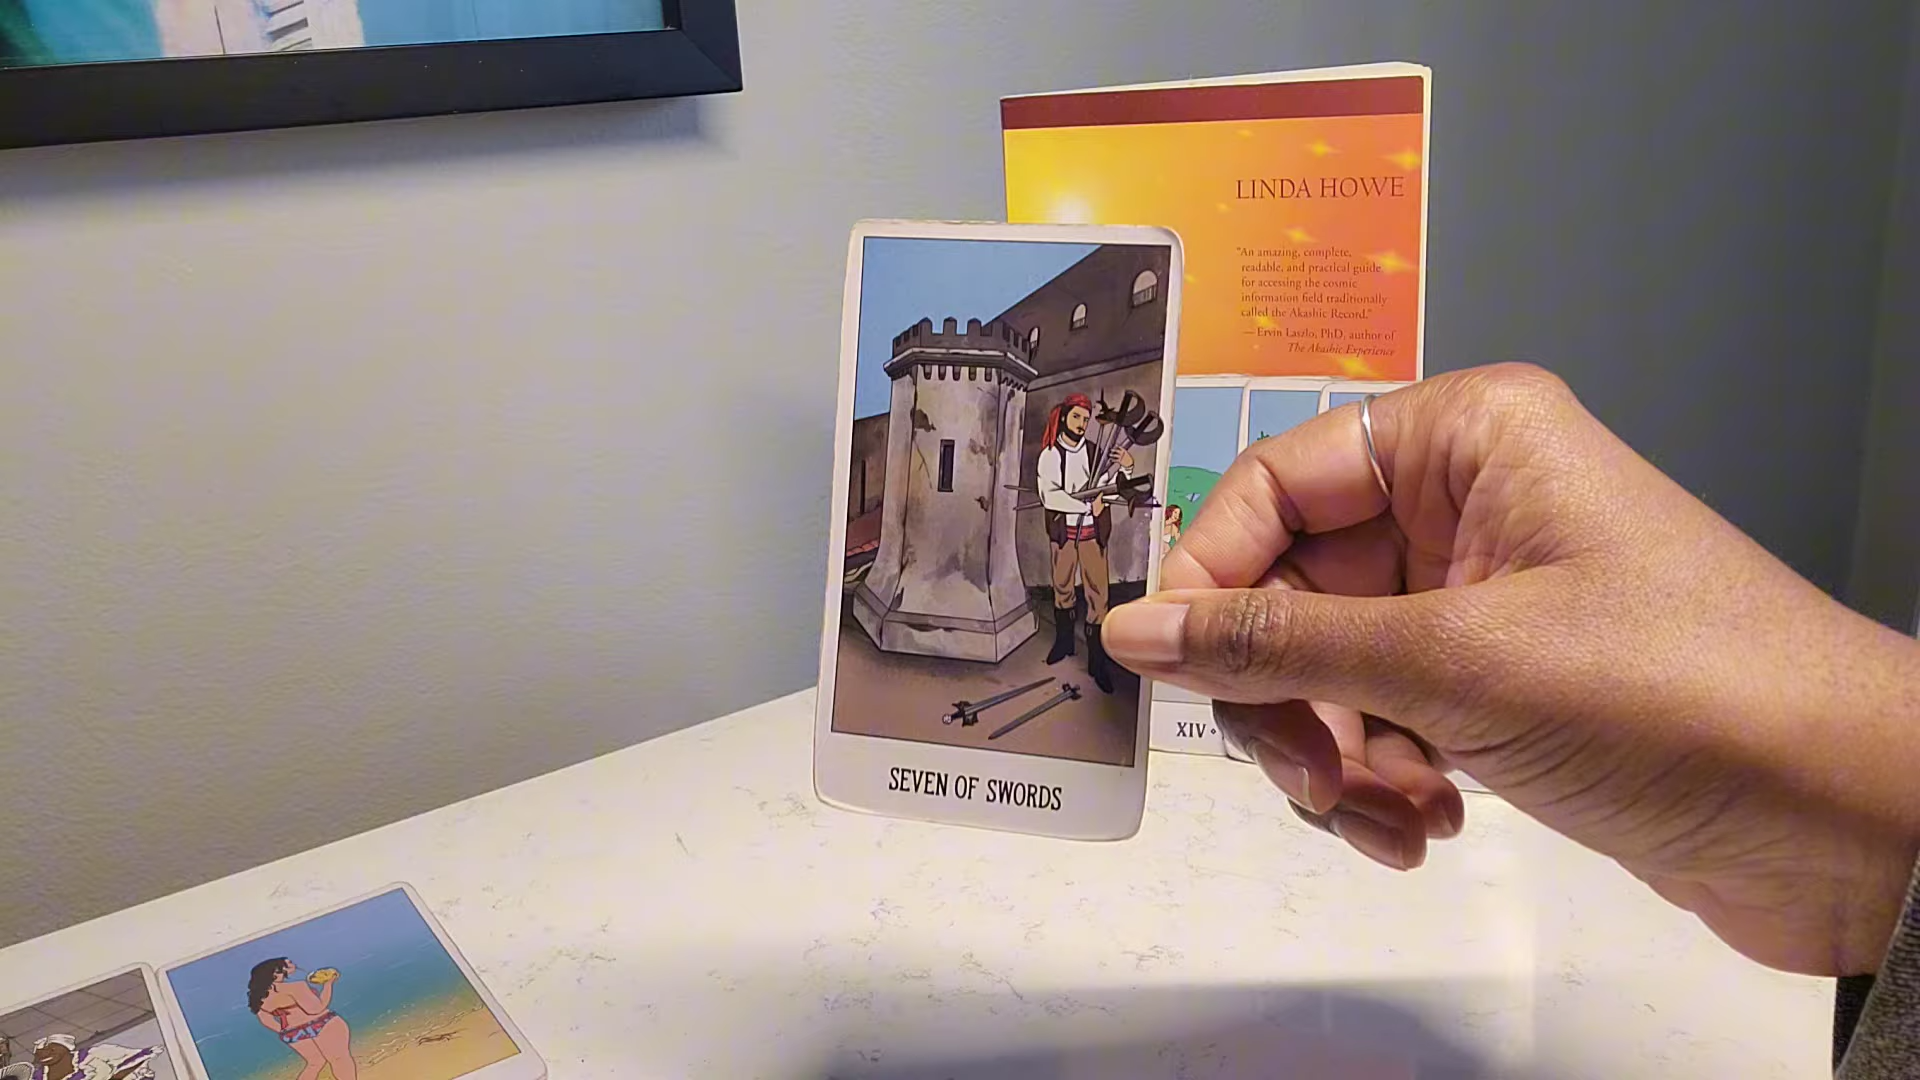 LINDA HOWE
"An amazing, complete,
readable, and practical guide
for accessing the cosmic
information field traditionally
called the Akashic Record."
— Ervin Laszlo, PhD, author of
The Akashic Experience
XIV
SEVEN OF SWORDS